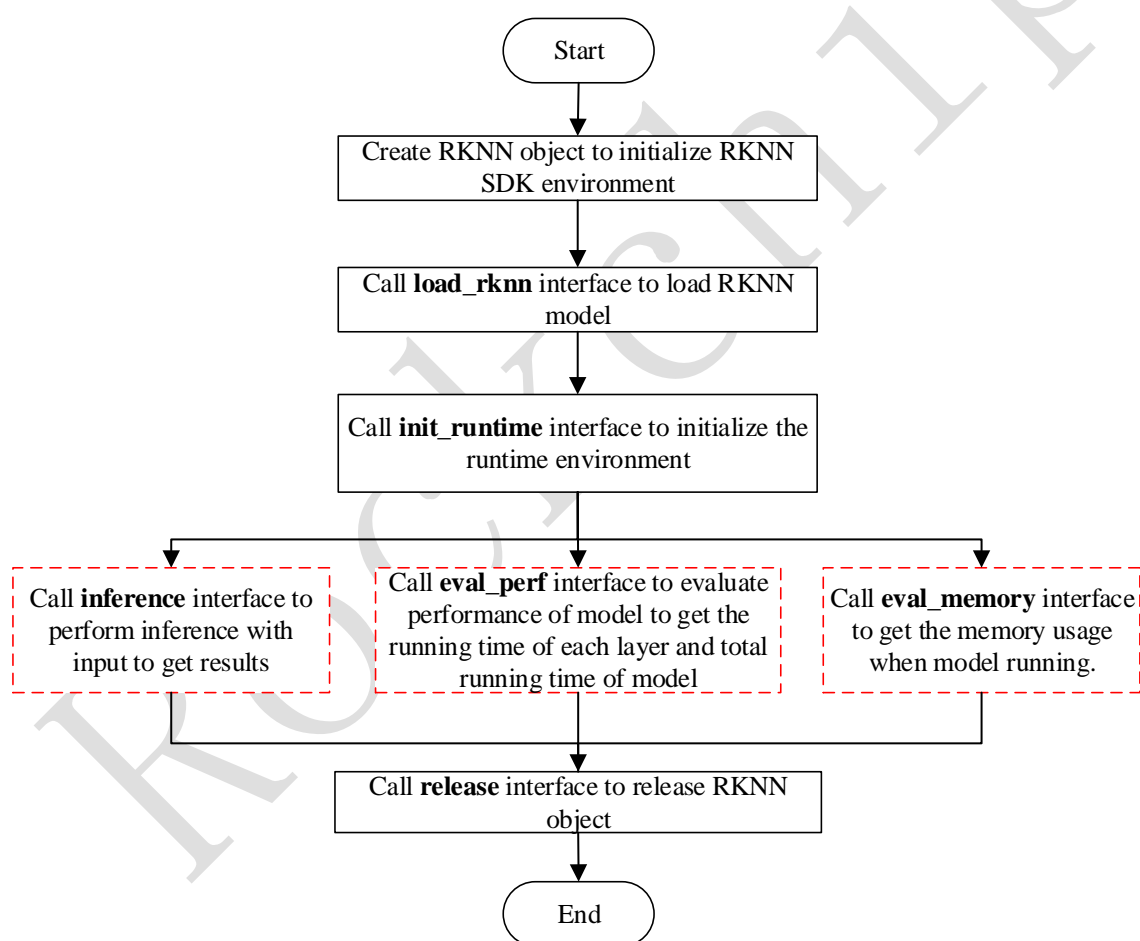 Start
Create RKNN object to initialize RKNN
SDK environment
Call load_rknn interface to load RKNN
model
Call init_runtime interface to initialize the
runtime environment
Call inference interface to
perform inference with
input to get results
Call eval_perf interface to evaluate
performance of model to get the
running time of each layer and total
running time of model
Call eval_memory interface
to get the memory usage
when model running.
Call release interface to release RKNN
object
End
Rockchip